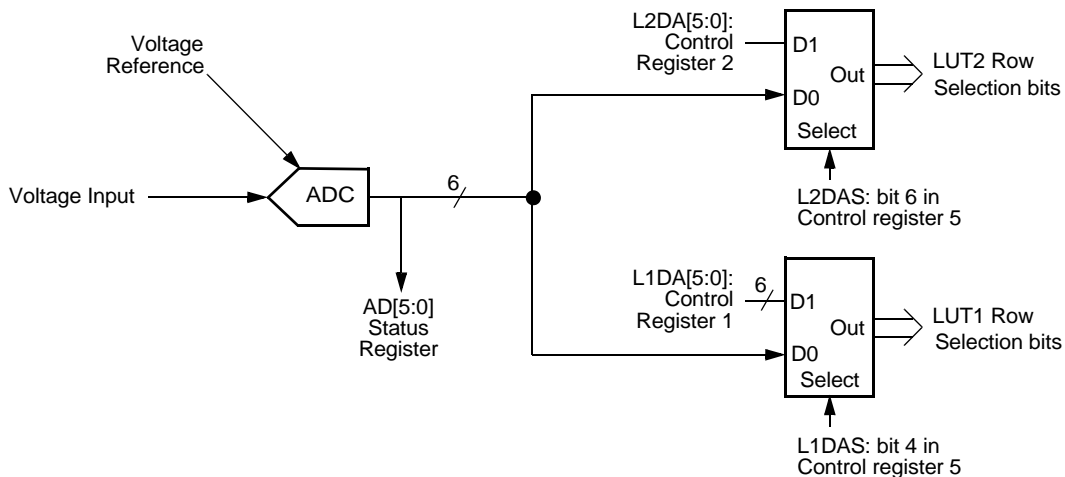 Voltage
Reference
Voltage Input
ADC
6
AD[5:0]
Status
Register
L2DA[5:0]:
Control
Register 2
D1
D0
Out
Select
LUT2 Row
Selection bits
L2DAS: bit 6 in
Control register 5
L1DA[5:0]:
Control
Register 1
6
D1
D0
Out
Select
LUT1 Row
Selection bits
L1DAS: bit 4 in
Control register 5